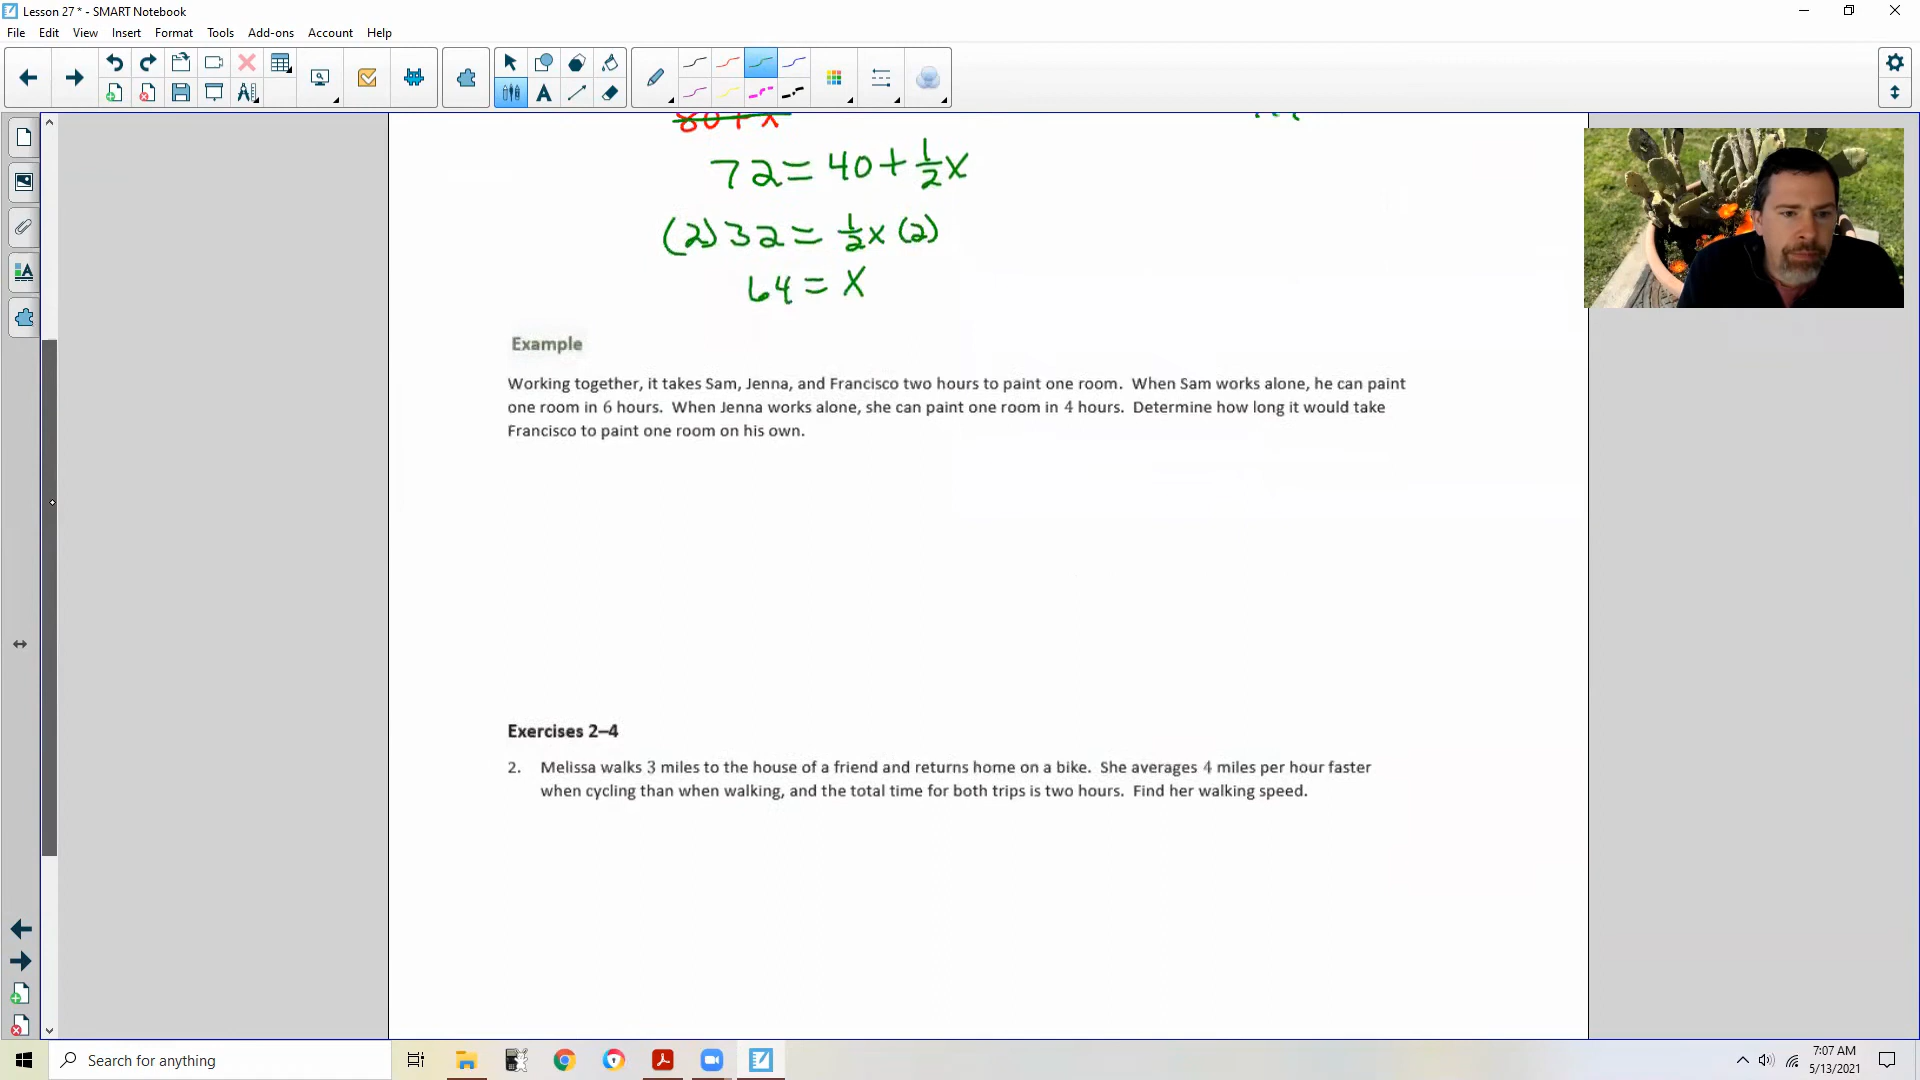 Lesson 27 * - SMART Notebook
File Edit View Insert Format Tools Add-ons Account Help
80 + x
72 = 40 + 1/2 x
(2) 32 = 1/2 x (2)
64 = x
Example
Working together, it takes Sam, Jenna, and Francisco two hours to paint one room. When Sam works alone, he can paint
one room in 6 hours. When Jenna works alone, she can paint one room in 4 hours. Determine how long it would take
Francisco to paint one room on his own.
Exercises 2–4
2. Melissa walks 3 miles to the house of a friend and returns home on a bike. She averages 4 miles per hour faster
when cycling than when walking, and the total time for both trips is two hours. Find her walking speed.
Search for anything
7:07 AM
5/13/2021